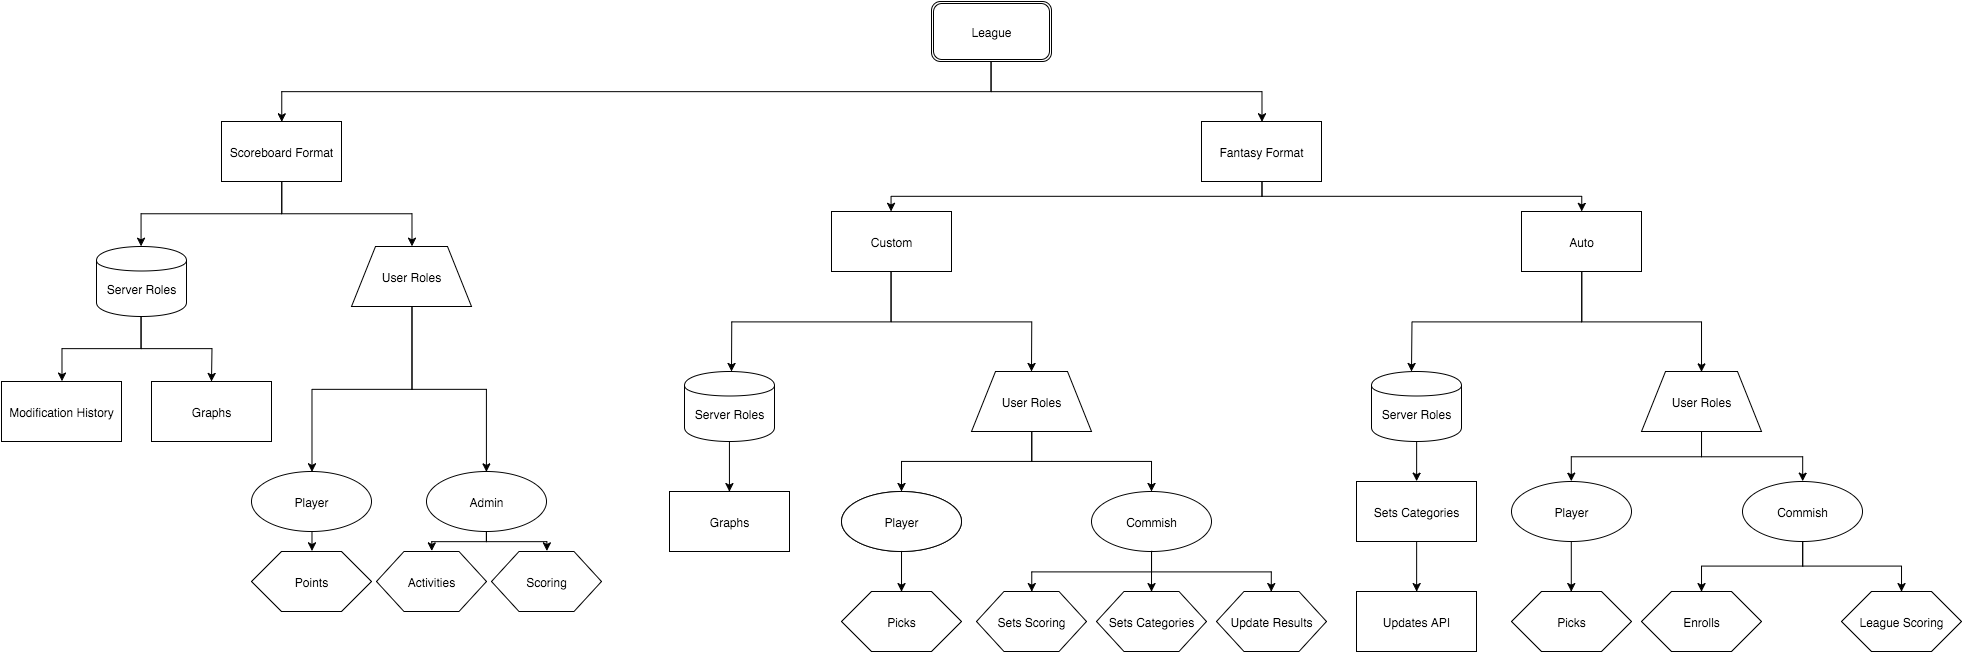 League
Scoreboard Format
Fantasy Format
Custom
Auto
Server Roles
User Roles
Server Roles
User Roles
Server Roles
User Roles
Modification History
Graphs
Player
Admin
Graphs
Player
Commish
Sets Categories
Player
Commish
Points
Activities
Scoring
Picks
Sets Scoring
Sets Categories
Update Results
Updates API
Picks
Enrolls
League Scoring